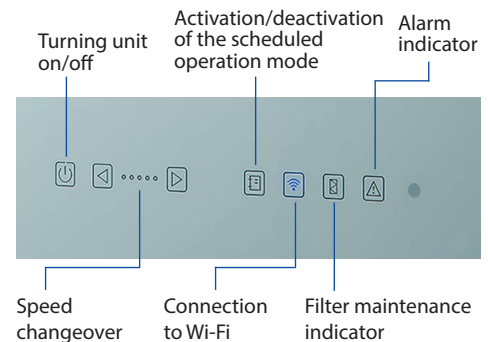 Turning unit
on/off
Activation/deactivation
of the scheduled
operation mode
Alarm
indicator
Speed
changeover
Connection
to Wi-Fi
Filter maintenance
indicator